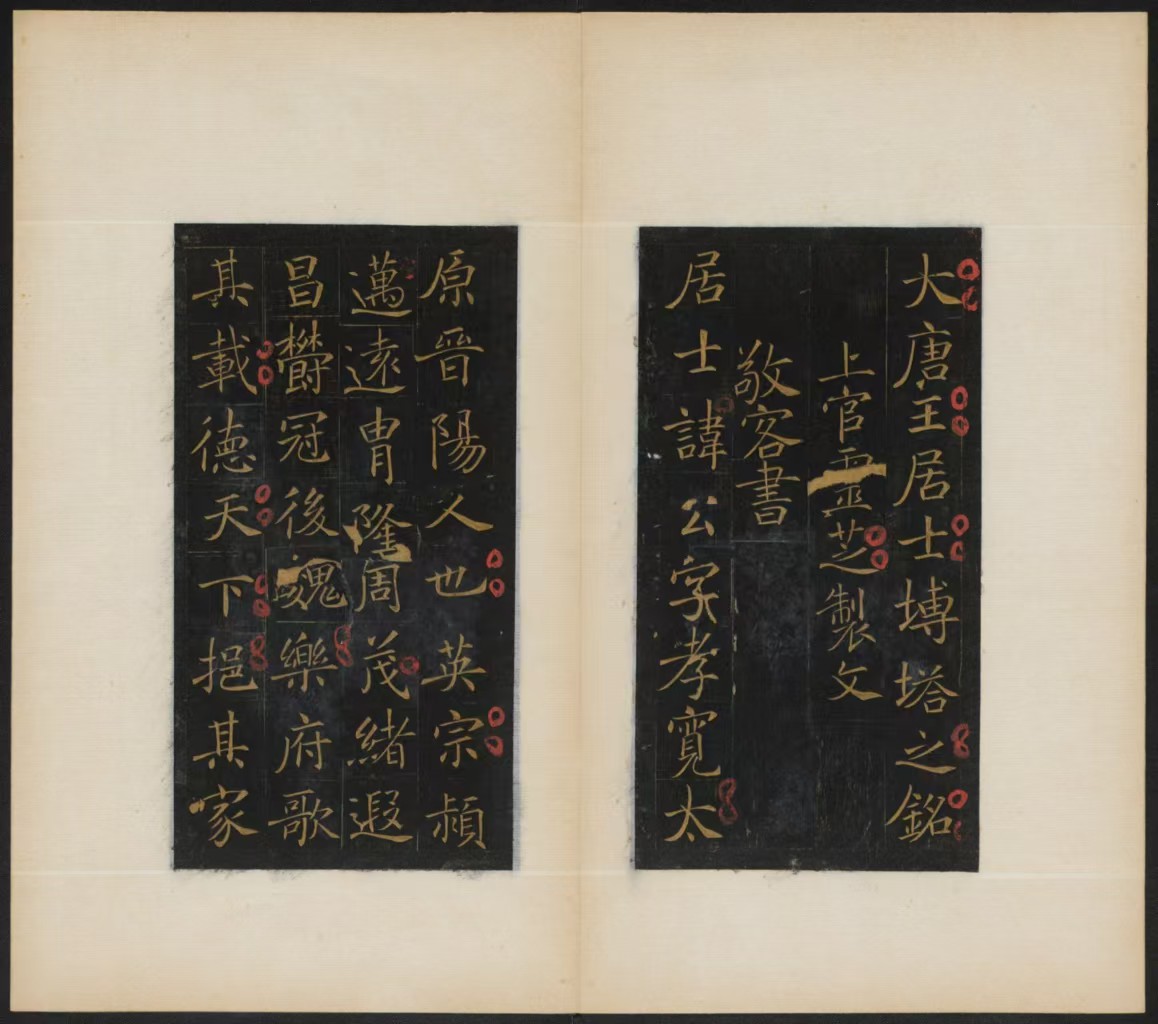 大唐王居士塼塔之銘
上官靈芝製文
敬客書
居士諱公字孝寬太
原晉陽人也英宗頳
邁遠冑隆周茂緒遐
昌欝冠後魏樂府歌
其載德天下挹其家